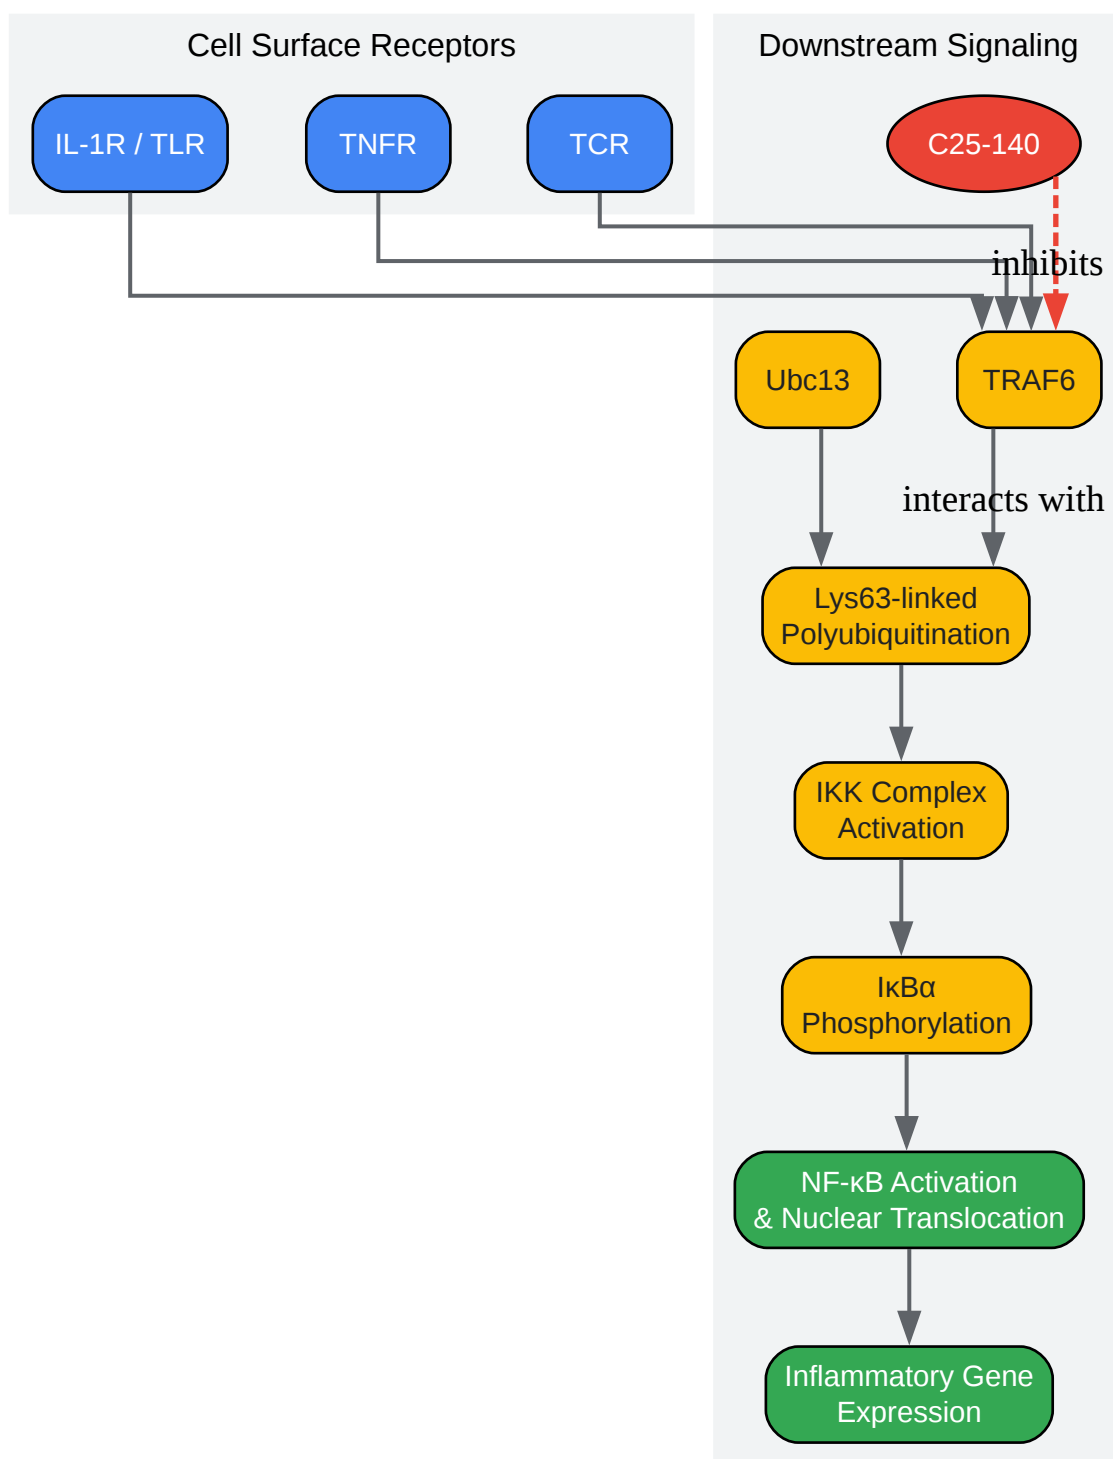 Cell Surface Receptors
Downstream Signaling
IL-1R / TLR
TNFR
TCR
C25-140
inhibits
Ubc13
TRAF6
interacts with
Lys63-linked
Polyubiquitination
IKK Complex
Activation
IκBα
Phosphorylation
NF-κB Activation
& Nuclear Translocation
Inflammatory Gene
Expression